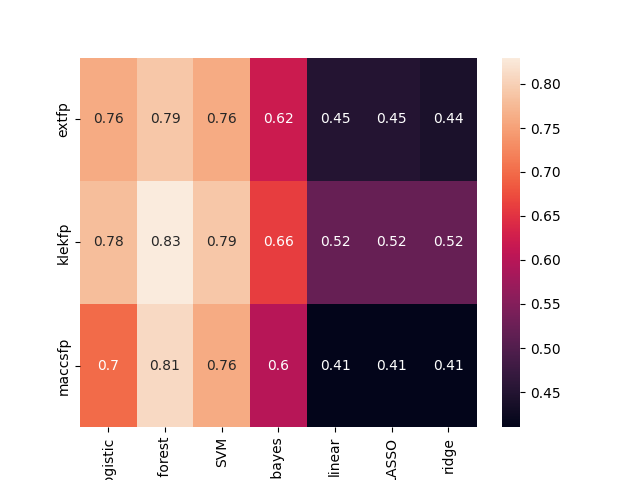 extfp 0.76 0.79 0.76 0.62 0.45 0.45 0.44
klekfp 0.78 0.83 0.79 0.66 0.52 0.52 0.52
maccsfp 0.7 0.81 0.76 0.6 0.41 0.41 0.41
ogistic forest SVM bayes linear ASSO ridge
0.80
0.75
0.70
0.65
0.60
0.55
0.50
0.45